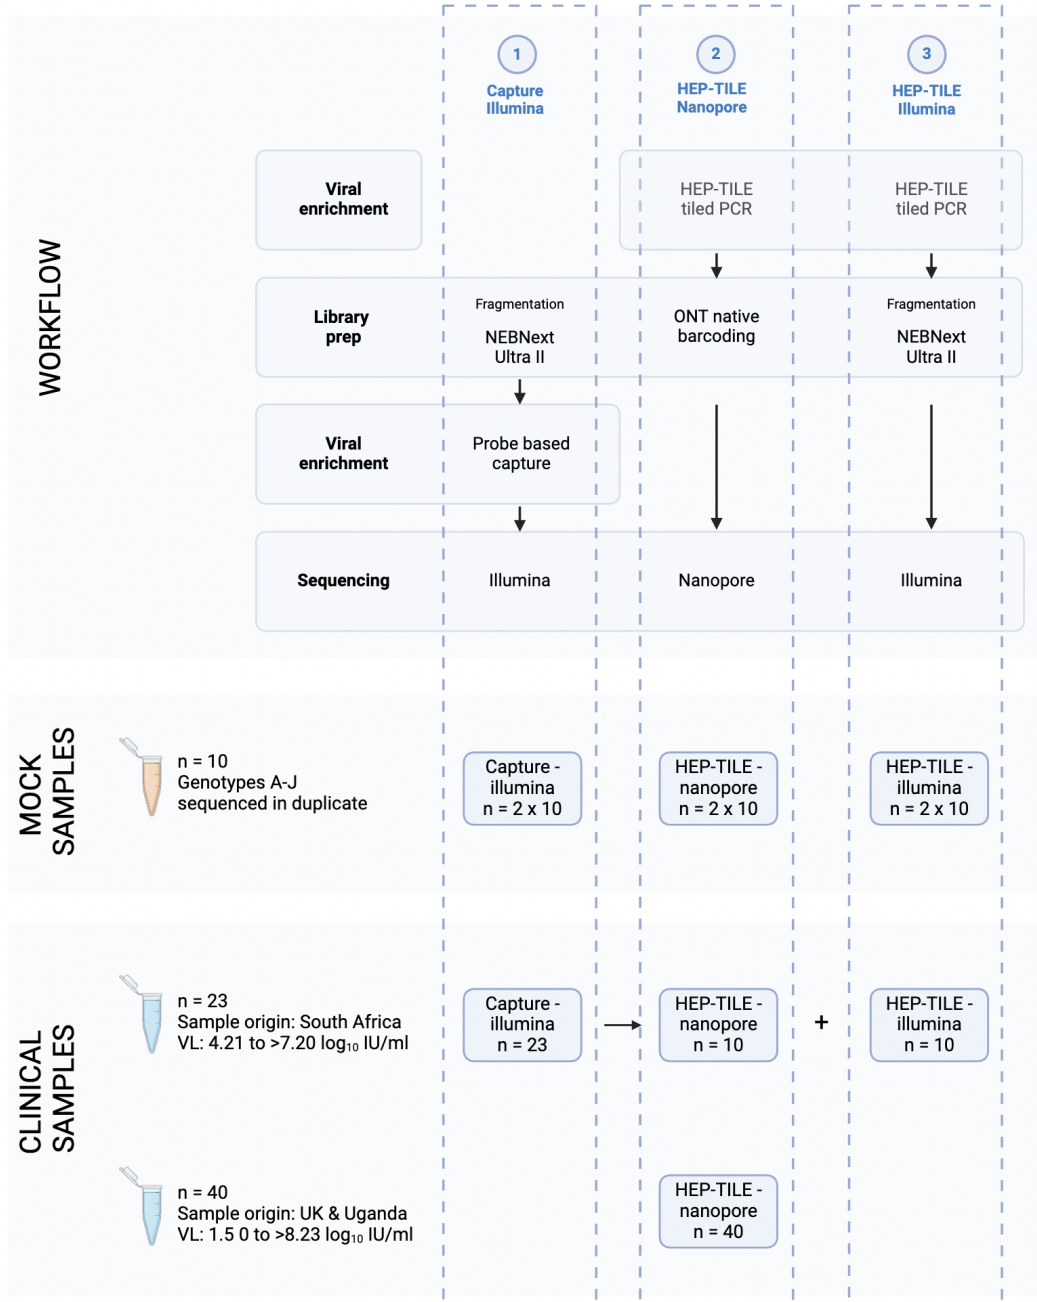 1
Capture
Illumina
2
HEP-TILE
Nanopore
3
HEP-TILE
Illumina
WORKFLOW
Viral
enrichment
HEP-TILE
tiled PCR
HEP-TILE
tiled PCR
Library
prep
Fragmentation
NEBNext
Ultra II
ONT native
barcoding
Fragmentation
NEBNext
Ultra II
Viral
enrichment
Probe based
capture
Sequencing
Illumina
Nanopore
Illumina
MOCK
SAMPLES
n = 10
Genotypes A-J
sequenced in duplicate
Capture -
illumina
n = 2 x 10
HEP-TILE -
nanopore
n = 2 x 10
HEP-TILE -
illumina
n = 2 x 10
CLINICAL
SAMPLES
n = 23
Sample origin: South Africa
VL: 4.21 to >7.20 log₁₀ IU/ml
Capture -
illumina
n = 23
HEP-TILE -
nanopore
n = 10
+
HEP-TILE -
illumina
n = 10
n = 40
Sample origin: UK & Uganda
VL: 1.5 0 to >8.23 log₁₀ IU/ml
HEP-TILE -
nanopore
n = 40